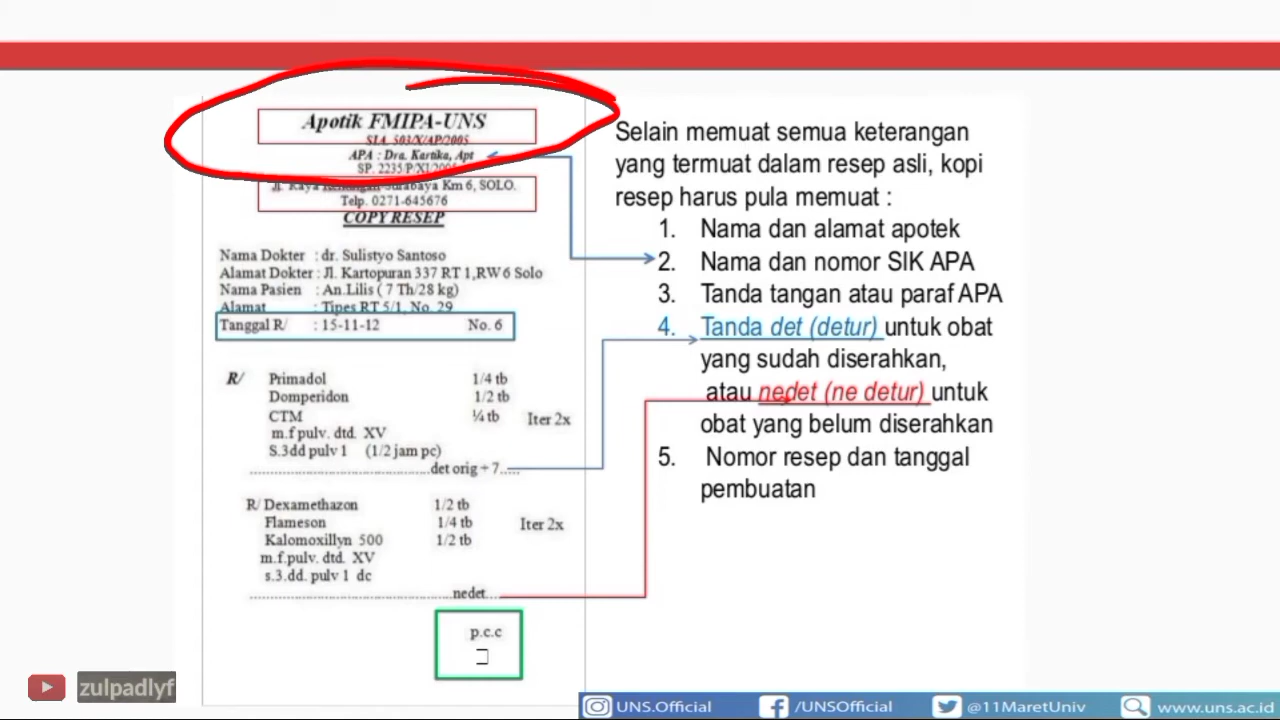 Apotik FMIPA-UNS
SIA. 503/X/AP/2005
APA : Dra. Kartika, Apt
SP. 2235/P/XI/2005
Jl. Raya Surabaya Km 6, SOLO.
Telp. 0271-645676
COPY RESEP
Nama Dokter : dr. Sulistyo Santoso
Alamat Dokter : Jl. Kartopuran 337 RT 1,RW 6 Solo
Nama Pasien : An.Lilis ( 7 Th/28 kg)
Alamat : Tipes RT 5/1, No. 29
Tanggal R/ : 15-11-12 No. 6
R/ Primadol 1/4 tb
Domperidon 1/2 tb
CTM ¼ tb Iter 2x
m.f pulv. dtd. XV
S.3dd pulv 1 (1/2 jam pc)
det orig + 7
R/ Dexamethazon 1/2 tb
Flameson 1/4 tb Iter 2x
Kalomoxillyn 500 1/2 tb
m.f.pulv. dtd. XV
s.3.dd. pulv 1 dc
nedet
p.c.c
Selain memuat semua keterangan
yang termuat dalam resep asli, kopi
resep harus pula memuat :
1. Nama dan alamat apotek
2. Nama dan nomor SIK APA
3. Tanda tangan atau paraf APA
4. Tanda det (detur) untuk obat
yang sudah diserahkan,
atau nedet (ne detur) untuk
obat yang belum diserahkan
5. Nomor resep dan tanggal
pembuatan
zulpadlyf
UNS.Official
/UNSOfficial
@11MaretUniv
www.uns.ac.id